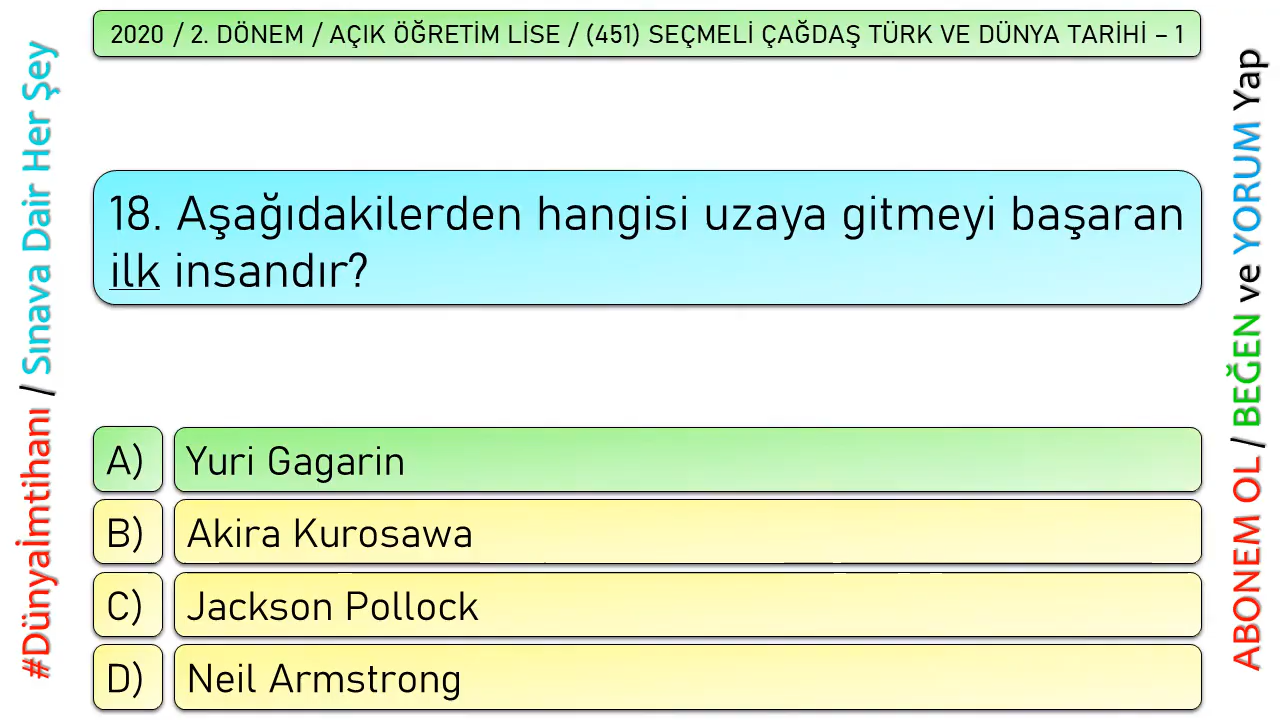 2020 / 2. DÖNEM / AÇIK ÖĞRETİM LİSE / (451) SEÇMELİ ÇAĞDAŞ TÜRK VE DÜNYA TARİHİ – 1
#Dünyaİmtihanı / Sınava Dair Her Şey
18. Aşağıdakilerden hangisi uzaya gitmeyi başaran
ilk insandır?
A) Yuri Gagarin
B) Akira Kurosawa
C) Jackson Pollock
D) Neil Armstrong
ABONEM OL / BEĞEN ve YORUM Yap